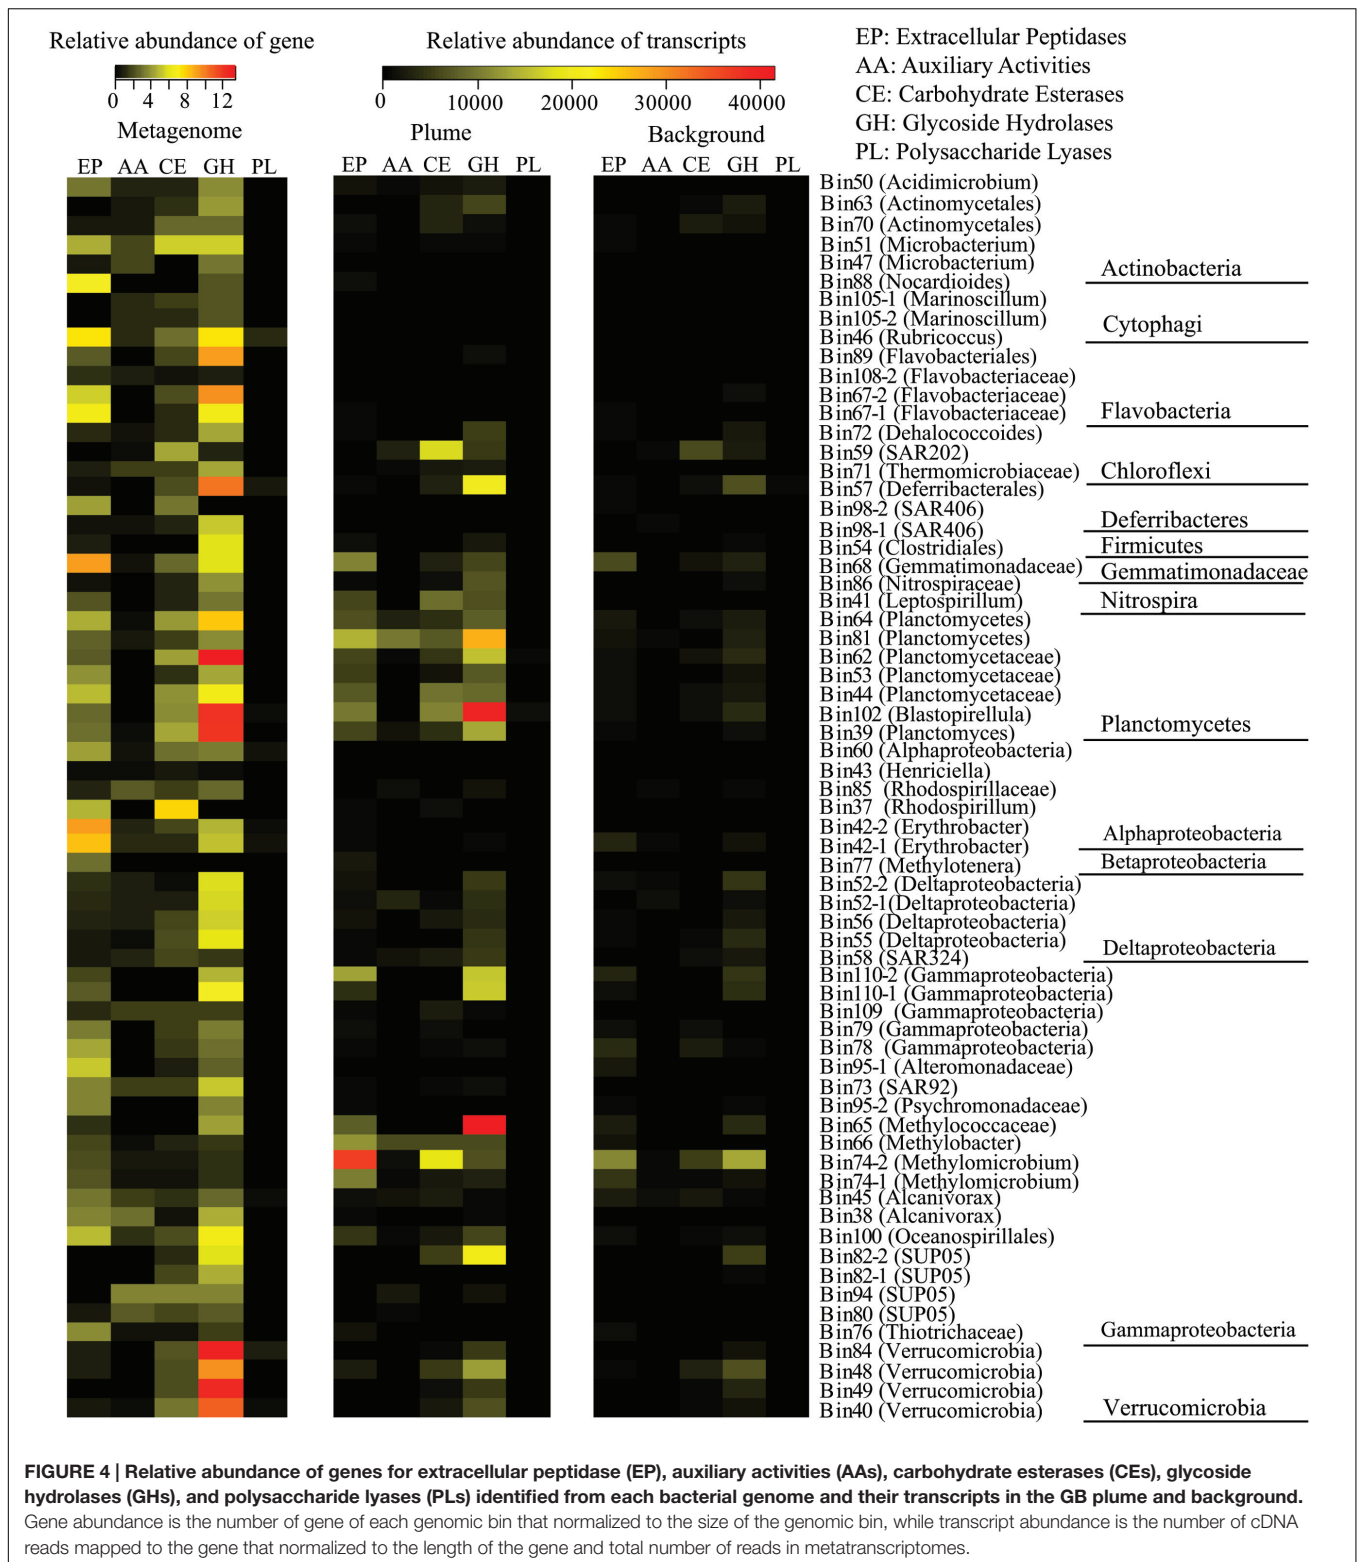 Relative abundance of gene
0 4 8 12
Metagenome
EP AA CE GH PL
Relative abundance of transcripts
0 10000 20000 30000 40000
Plume
EP AA CE GH PL
Background
EP AA CE GH PL
EP: Extracellular Peptidases
AA: Auxiliary Activities
CE: Carbohydrate Esterases
GH: Glycoside Hydrolases
PL: Polysaccharide Lyases
Bin50 (Acidimicrobium)
Bin63 (Actinomycetales)
Bin70 (Actinomycetales)
Bin51 (Microbacterium)
Bin47 (Microbacterium)
Actinobacteria
Bin88 (Nocardioides)
Bin105-1 (Marinoscillum)
Bin105-2 (Marinoscillum)
Cytophagi
Bin46 (Rubricoccus)
Bin89 (Flavobacteriales)
Bin108-2 (Flavobacteriaceae)
Bin67-2 (Flavobacteriaceae)
Bin67-1 (Flavobacteriaceae)
Flavobacteria
Bin72 (Dehalococcoides)
Bin59 (SAR202)
Bin71 (Thermomicrobiaceae)
Chloroflexi
Bin57 (Deferribacterales)
Bin98-2 (SAR406)
Bin98-1 (SAR406)
Deferribacteres
Bin54 (Clostridiales)
Firmicutes
Bin68 (Gemmatimonadaceae)
Gemmatimonadaceae
Bin86 (Nitrospiraceae)
Bin41 (Leptospirillum)
Nitrospira
Bin64 (Planctomycetes)
Bin81 (Planctomycetes)
Bin62 (Planctomycetaceae)
Bin53 (Planctomycetaceae)
Bin44 (Planctomycetaceae)
Bin102 (Blastopirellula)
Planctomycetes
Bin39 (Planctomyces)
Bin60 (Alphaproteobacteria)
Bin43 (Henriciella)
Bin85 (Rhodospirillaceae)
Bin37 (Rhodospirillum)
Bin42-2 (Erythrobacter)
Alphaproteobacteria
Bin42-1 (Erythrobacter)
Bin77 (Methylotenera)
Betaproteobacteria
Bin52-2 (Deltaproteobacteria)
Bin52-1(Deltaproteobacteria)
Bin56 (Deltaproteobacteria)
Bin55 (Deltaproteobacteria)
Deltaproteobacteria
Bin58 (SAR324)
Bin110-2 (Gammaproteobacteria)
Bin110-1 (Gammaproteobacteria)
Bin109 (Gammaproteobacteria)
Bin79 (Gammaproteobacteria)
Bin78 (Gammaproteobacteria)
Bin95-1 (Alteromonadaceae)
Bin73 (SAR92)
Bin95-2 (Psychromonadaceae)
Bin65 (Methylococcaceae)
Bin66 (Methylobacter)
Bin74-2 (Methylomicrobium)
Bin74-1 (Methylomicrobium)
Bin45 (Alcanivorax)
Bin38 (Alcanivorax)
Bin100 (Oceanospirillales)
Bin82-2 (SUP05)
Bin82-1 (SUP05)
Bin94 (SUP05)
Bin80 (SUP05)
Bin76 (Thiotrichaceae)
Gammaproteobacteria
Bin84 (Verrucomicrobia)
Bin48 (Verrucomicrobia)
Bin49 (Verrucomicrobia)
Bin40 (Verrucomicrobia)
Verrucomicrobia
FIGURE 4 | Relative abundance of genes for extracellular peptidase (EP), auxiliary activities (AAs), carbohydrate esterases (CEs), glycoside
hydrolases (GHs), and polysaccharide lyases (PLs) identified from each bacterial genome and their transcripts in the GB plume and background.
Gene abundance is the number of gene of each genomic bin that normalized to the size of the genomic bin, while transcript abundance is the number of cDNA
reads mapped to the gene that normalized to the length of the gene and total number of reads in metatranscriptomes.